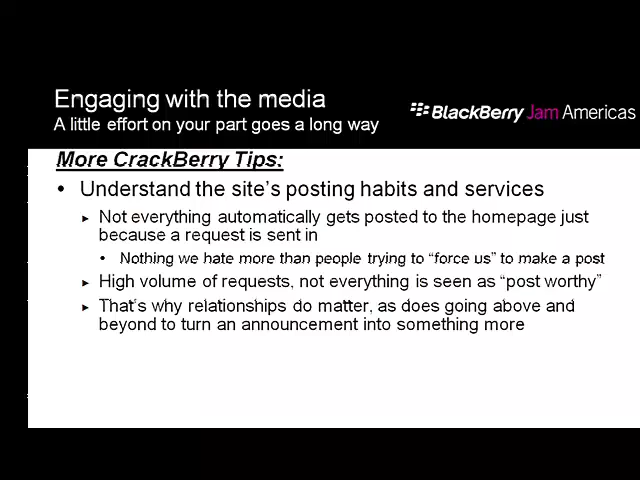 Engaging with the media
A little effort on your part goes a long way
BlackBerry Jam Americas
More CrackBerry Tips:
• Understand the site's posting habits and services
► Not everything automatically gets posted to the homepage just
because a request is sent in
• Nothing we hate more than people trying to “force us” to make a post
► High volume of requests, not everything is seen as “post worthy”
► That's why relationships do matter, as does going above and
beyond to turn an announcement into something more